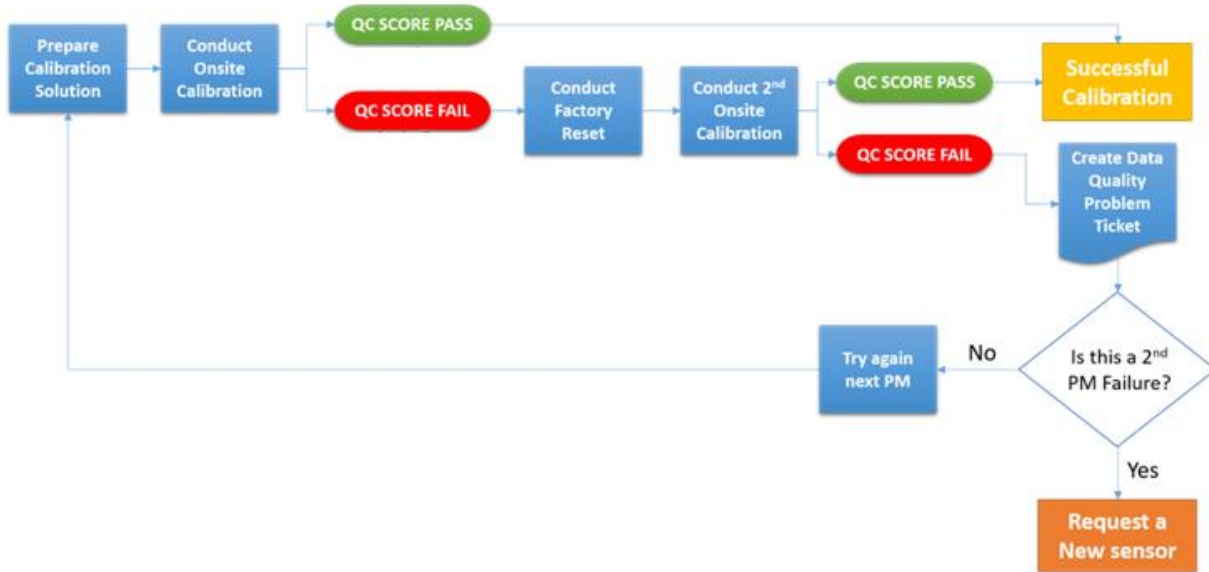 QC SCORE PASS
Prepare
Calibration
Solution
Conduct
Onsite
Calibration
QC SCORE FAIL
Conduct
Factory
Reset
Conduct 2nd
Onsite
Calibration
QC SCORE PASS
QC SCORE FAIL
Successful
Calibration
Create Data
Quality
Problem
Ticket
Is this a 2nd
PM Failure?
No
Try again
next PM
Yes
Request a
New sensor